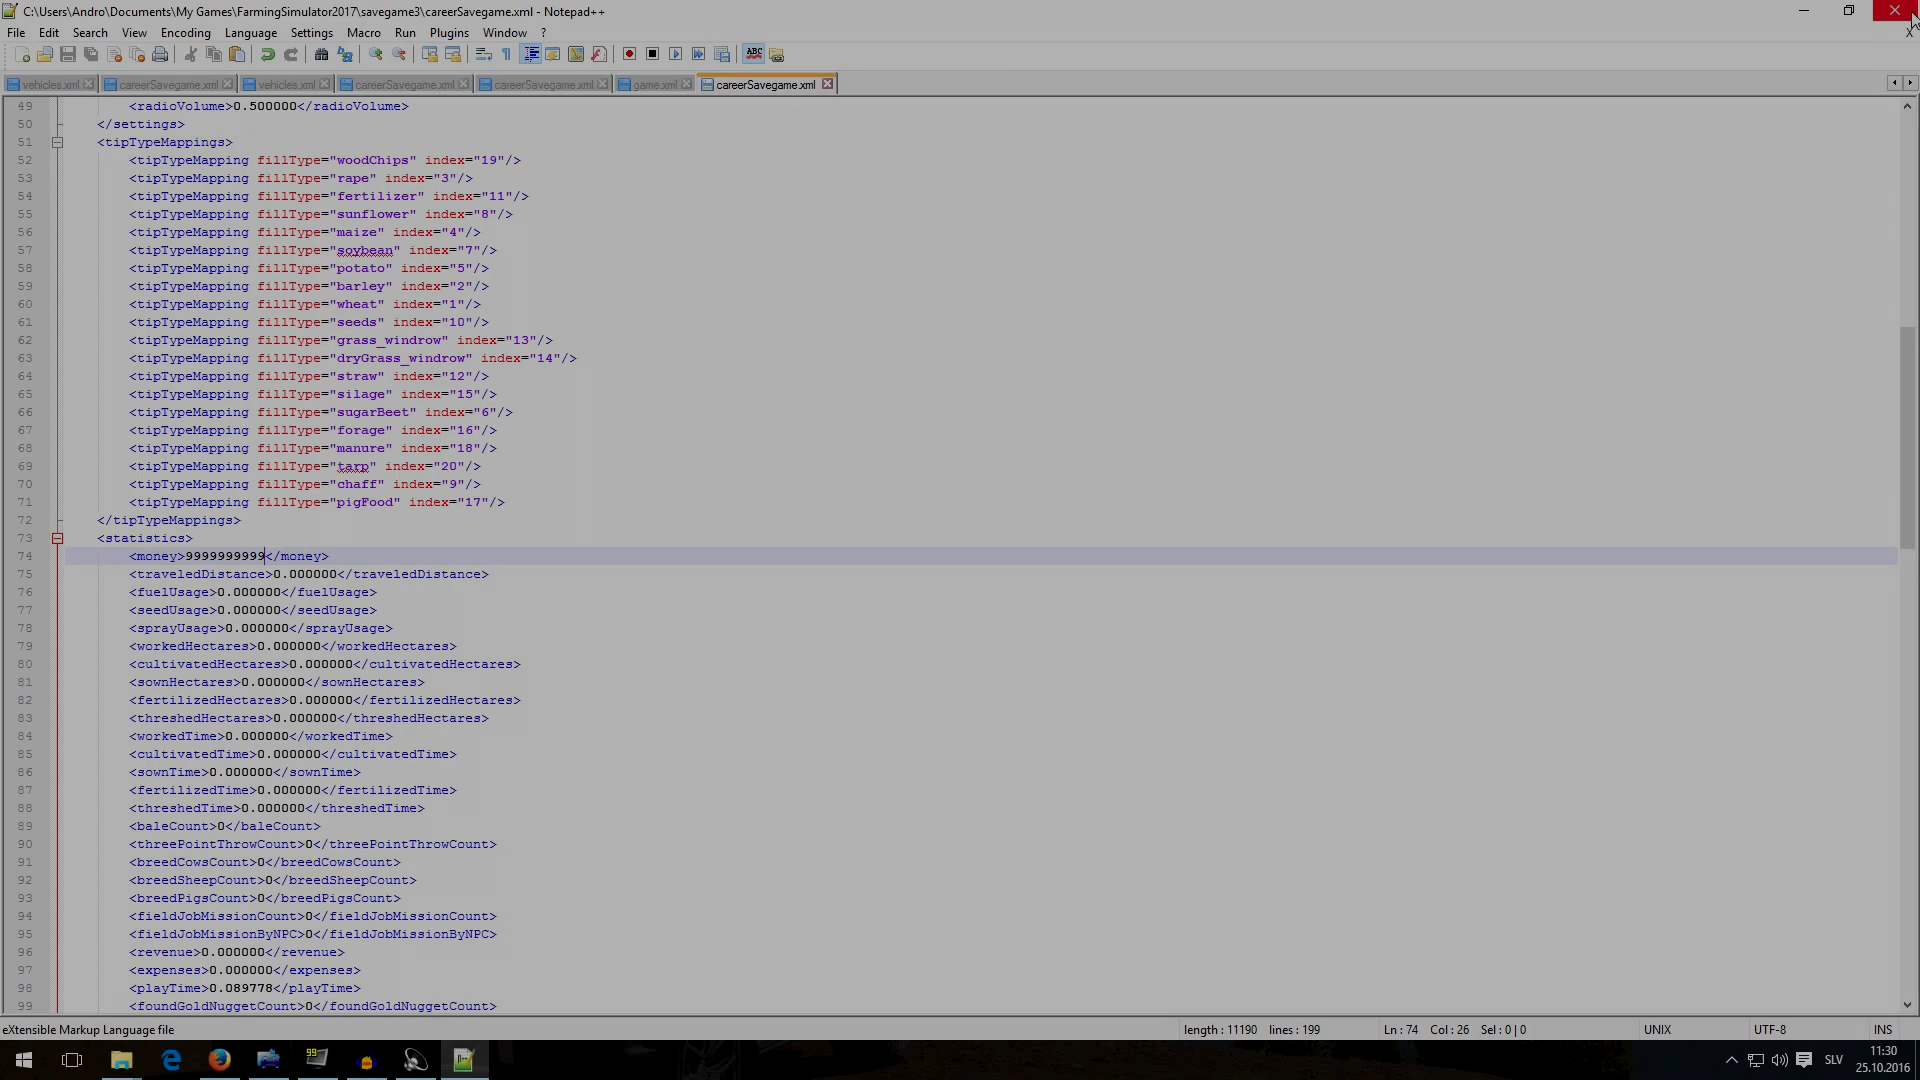 C:\Users\Andro\Documents\My Games\FarmingSimulator2017\savegame3\careerSavegame.xml - Notepad++
File Edit Search View Encoding Language Settings Macro Run Plugins Window ? X
vehicles.xml careerSavegame.xml vehicles.xml careerSavegame.xml careerSavegame.xml game.xml careerSavegame.xml
49 <radioVolume>0.500000</radioVolume>
50 </settings>
51 <tipTypeMappings>
52 <tipTypeMapping fillType="woodChips" index="19"/>
53 <tipTypeMapping fillType="rape" index="3"/>
54 <tipTypeMapping fillType="fertilizer" index="11"/>
55 <tipTypeMapping fillType="sunflower" index="8"/>
56 <tipTypeMapping fillType="maize" index="4"/>
57 <tipTypeMapping fillType="soybean" index="7"/>
58 <tipTypeMapping fillType="potato" index="5"/>
59 <tipTypeMapping fillType="barley" index="2"/>
60 <tipTypeMapping fillType="wheat" index="1"/>
61 <tipTypeMapping fillType="seeds" index="10"/>
62 <tipTypeMapping fillType="grass_windrow" index="13"/>
63 <tipTypeMapping fillType="dryGrass_windrow" index="14"/>
64 <tipTypeMapping fillType="straw" index="12"/>
65 <tipTypeMapping fillType="silage" index="15"/>
66 <tipTypeMapping fillType="sugarBeet" index="6"/>
67 <tipTypeMapping fillType="forage" index="16"/>
68 <tipTypeMapping fillType="manure" index="18"/>
69 <tipTypeMapping fillType="tarp" index="20"/>
70 <tipTypeMapping fillType="chaff" index="9"/>
71 <tipTypeMapping fillType="pigFood" index="17"/>
72 </tipTypeMappings>
73 <statistics>
74 <money>9999999999</money>
75 <traveledDistance>0.000000</traveledDistance>
76 <fuelUsage>0.000000</fuelUsage>
77 <seedUsage>0.000000</seedUsage>
78 <sprayUsage>0.000000</sprayUsage>
79 <workedHectares>0.000000</workedHectares>
80 <cultivatedHectares>0.000000</cultivatedHectares>
81 <sownHectares>0.000000</sownHectares>
82 <fertilizedHectares>0.000000</fertilizedHectares>
83 <threshedHectares>0.000000</threshedHectares>
84 <workedTime>0.000000</workedTime>
85 <cultivatedTime>0.000000</cultivatedTime>
86 <sownTime>0.000000</sownTime>
87 <fertilizedTime>0.000000</fertilizedTime>
88 <threshedTime>0.000000</threshedTime>
89 <baleCount>0</baleCount>
90 <threePointThrowCount>0</threePointThrowCount>
91 <breedCowsCount>0</breedCowsCount>
92 <breedSheepCount>0</breedSheepCount>
93 <breedPigsCount>0</breedPigsCount>
94 <fieldJobMissionCount>0</fieldJobMissionCount>
95 <fieldJobMissionByNPC>0</fieldJobMissionByNPC>
96 <revenue>0.000000</revenue>
97 <expenses>0.000000</expenses>
98 <playTime>0.089778</playTime>
99 <foundGoldNuggetCount>0</foundGoldNuggetCount>
eXtensible Markup Language file length : 11190 lines : 199 Ln : 74 Col : 26 Sel : 0 | 0 UNIX UTF-8 INS
99 SLV 11:30
25.10.2016